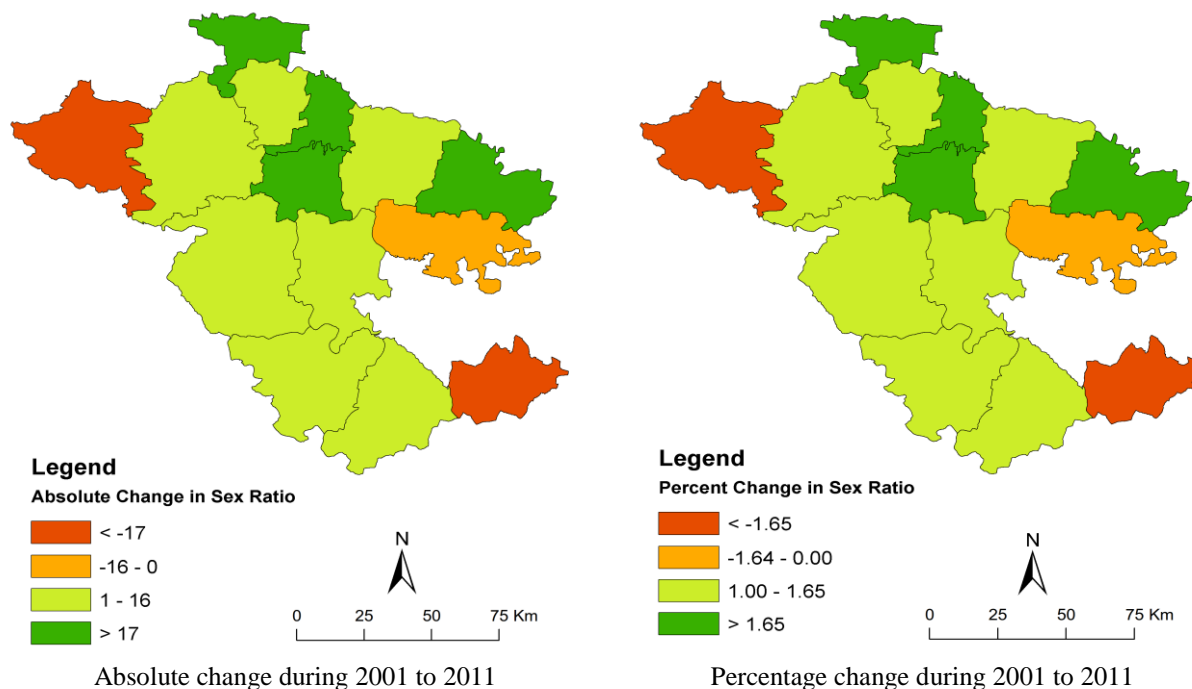 Legend
Absolute Change in Sex Ratio
< -17
-16 - 0
1 - 16
> 17
N
0 25 50 75 Km
Absolute change during 2001 to 2011
Legend
Percent Change in Sex Ratio
< -1.65
-1.64 - 0.00
1.00 - 1.65
> 1.65
N
0 25 50 75 Km
Percentage change during 2001 to 2011